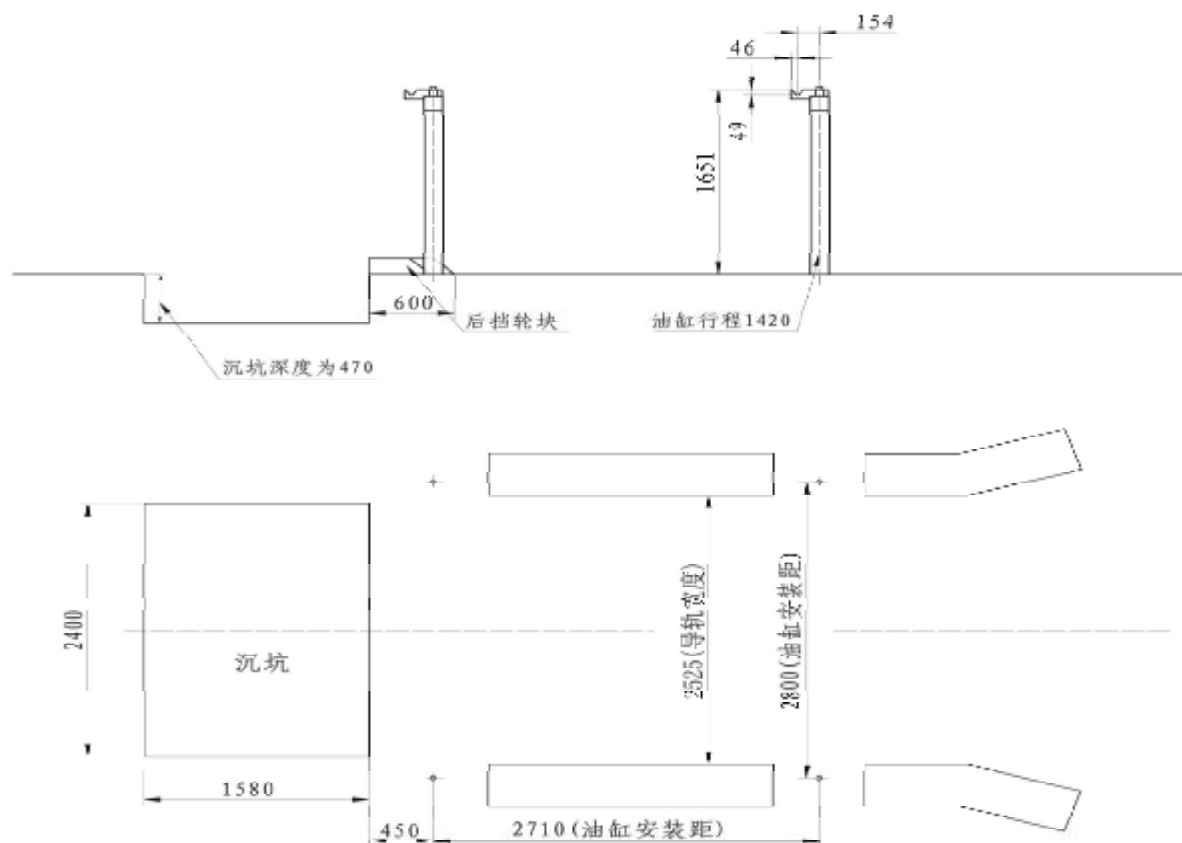 154
46
49
1651
600
后挡轮块
油缸行程1420
沉坑深度为470
2400
沉坑
2525(导轨宽度)
2800(油缸安装距)
1580
450
2710(油缸安装距)